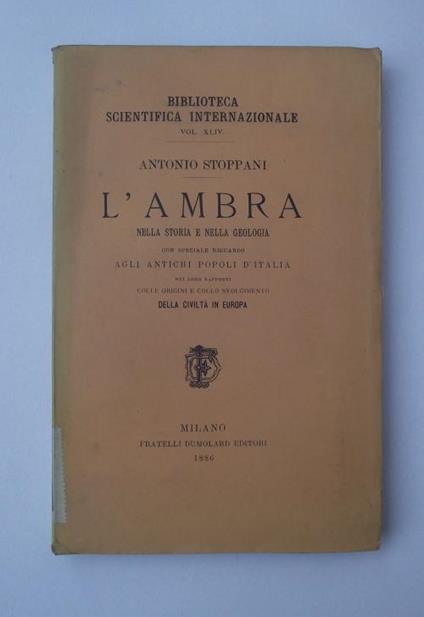 BIBLIOTECA
SCIENTIFICA INTERNAZIONALE
VOL. XLIV.
ANTONIO STOPPANI
L'AMBRA
NELLA STORIA E NELLA GEOLOGIA
CON SPECIALE RIGUARDO
AGLI ANTICHI POPOLI D'ITALIA
NEI LORO RAPPORTI
COLLE ORIGINI E COLLO SVOLGIMENTO
DELLA CIVILTÀ IN EUROPA
MILANO
FRATELLI DUMOLARD EDITORI
1886